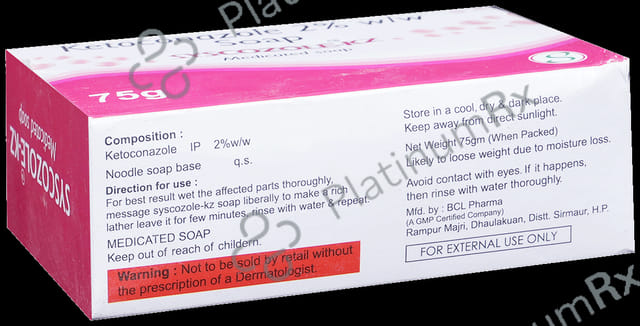 Ketoconazole 2% w/w
Soap
SYSCOZOLE-KZ
Medicated soap
75g
SYSCOZOLE-KZ
Medicated soap
Composition :
Ketoconazole IP 2%w/w
Noodle soap base q.s.
Direction for use :
For best result wet the affected parts thoroughly,
message syscozole-kz soap liberally to make a rich
lather leave it for few minutes, rinse with water & repeat.
MEDICATED SOAP
Keep out of reach of childern.
Warning : Not to be sold by retail without
the prescription of a Dermatologist.
Store in a cool, dry & dark place.
Keep away from direct sunlight.
Net Weight 75gm (When Packed)
Likely to loose weight due to moisture loss.
Avoid contact with eyes. If it happens,
then rinse with water thoroughly.
Mfd. by : BCL Pharma
(A GMP Certified Company)
Rampur Majri, Dhaulakuan, Distt. Sirmaur, H.P.
FOR EXTERNAL USE ONLY
PlatinumRx
PlatinumRx
PlatinumRx